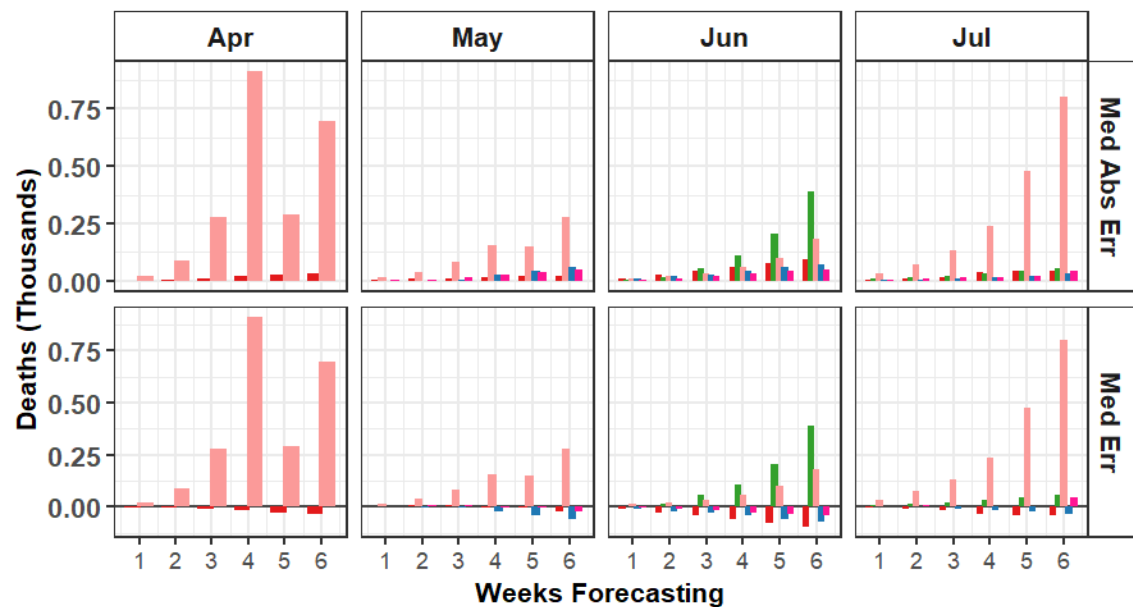 Apr May Jun Jul
Deaths (Thousands)
0.75
0.50
0.25
0.00
Med Abs Err
0.75
0.50
0.25
0.00
Med Err
1 2 3 4 5 6 1 2 3 4 5 6 1 2 3 4 5 6 1 2 3 4 5 6
Weeks Forecasting